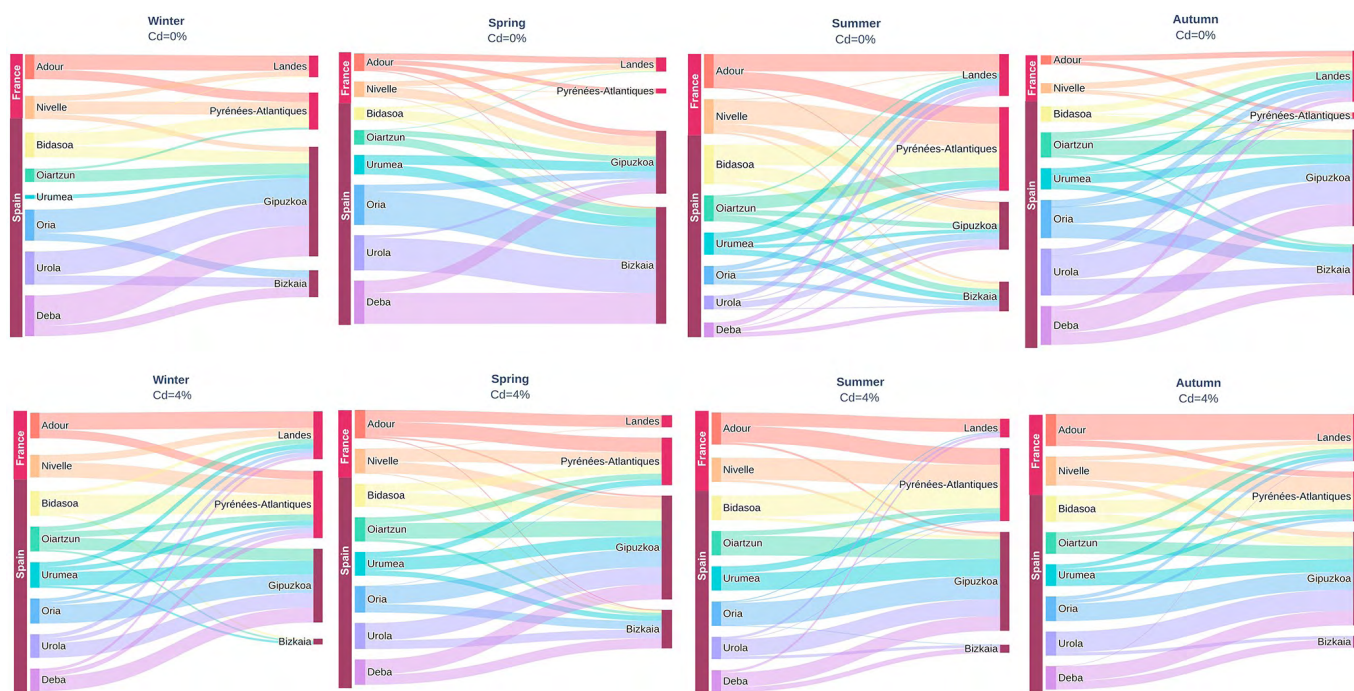 Winter
Cd=0%
France
Spain
Adour
Nivelle
Bidasoa
Oiartzun
Urumea
Oria
Urola
Deba
Landes
Pyrénées-Atlantiques
Gipuzkoa
Bizkaia
Spring
Cd=0%
France
Spain
Adour
Nivelle
Bidasoa
Oiartzun
Urumea
Oria
Urola
Deba
Landes
Pyrénées-Atlantiques
Gipuzkoa
Bizkaia
Summer
Cd=0%
France
Spain
Adour
Nivelle
Bidasoa
Oiartzun
Urumea
Oria
Urola
Deba
Landes
Pyrénées-Atlantiques
Gipuzkoa
Bizkaia
Autumn
Cd=0%
France
Spain
Adour
Nivelle
Bidasoa
Oiartzun
Urumea
Oria
Urola
Deba
Landes
Pyrénées-Atlantiques
Gipuzkoa
Bizkaia
Winter
Cd=4%
France
Spain
Adour
Nivelle
Bidasoa
Oiartzun
Urumea
Oria
Urola
Deba
Landes
Pyrénées-Atlantiques
Gipuzkoa
Bizkaia
Spring
Cd=4%
France
Spain
Adour
Nivelle
Bidasoa
Oiartzun
Urumea
Oria
Urola
Deba
Landes
Pyrénées-Atlantiques
Gipuzkoa
Bizkaia
Summer
Cd=4%
France
Spain
Adour
Nivelle
Bidasoa
Oiartzun
Urumea
Oria
Urola
Deba
Landes
Pyrénées-Atlantiques
Gipuzkoa
Bizkaia
Autumn
Cd=4%
France
Spain
Adour
Nivelle
Bidasoa
Oiartzun
Urumea
Oria
Urola
Deba
Landes
Pyrénées-Atlantiques
Gipuzkoa
Bizkaia